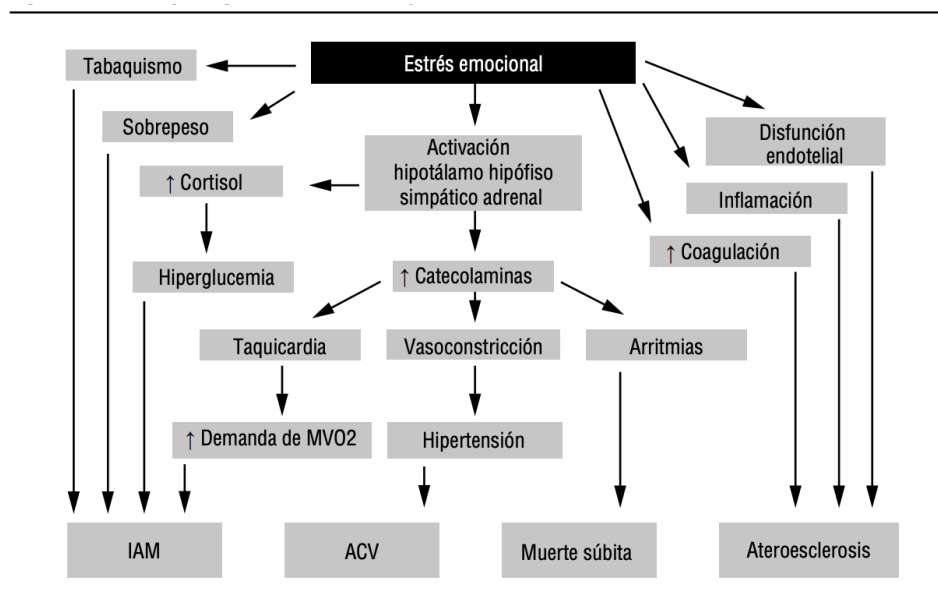 Estrés emocional
Tabaquismo
Sobrepeso
Activación
hipotálamo hipófiso
simpático adrenal
Disfunción
endotelial
↑ Cortisol
Inflamación
↑ Coagulación
Hiperglucemia
↑ Catecolaminas
Taquicardia
Vasoconstricción
Arritmias
↑ Demanda de MVO2
Hipertensión
IAM
ACV
Muerte súbita
Ateroesclerosis